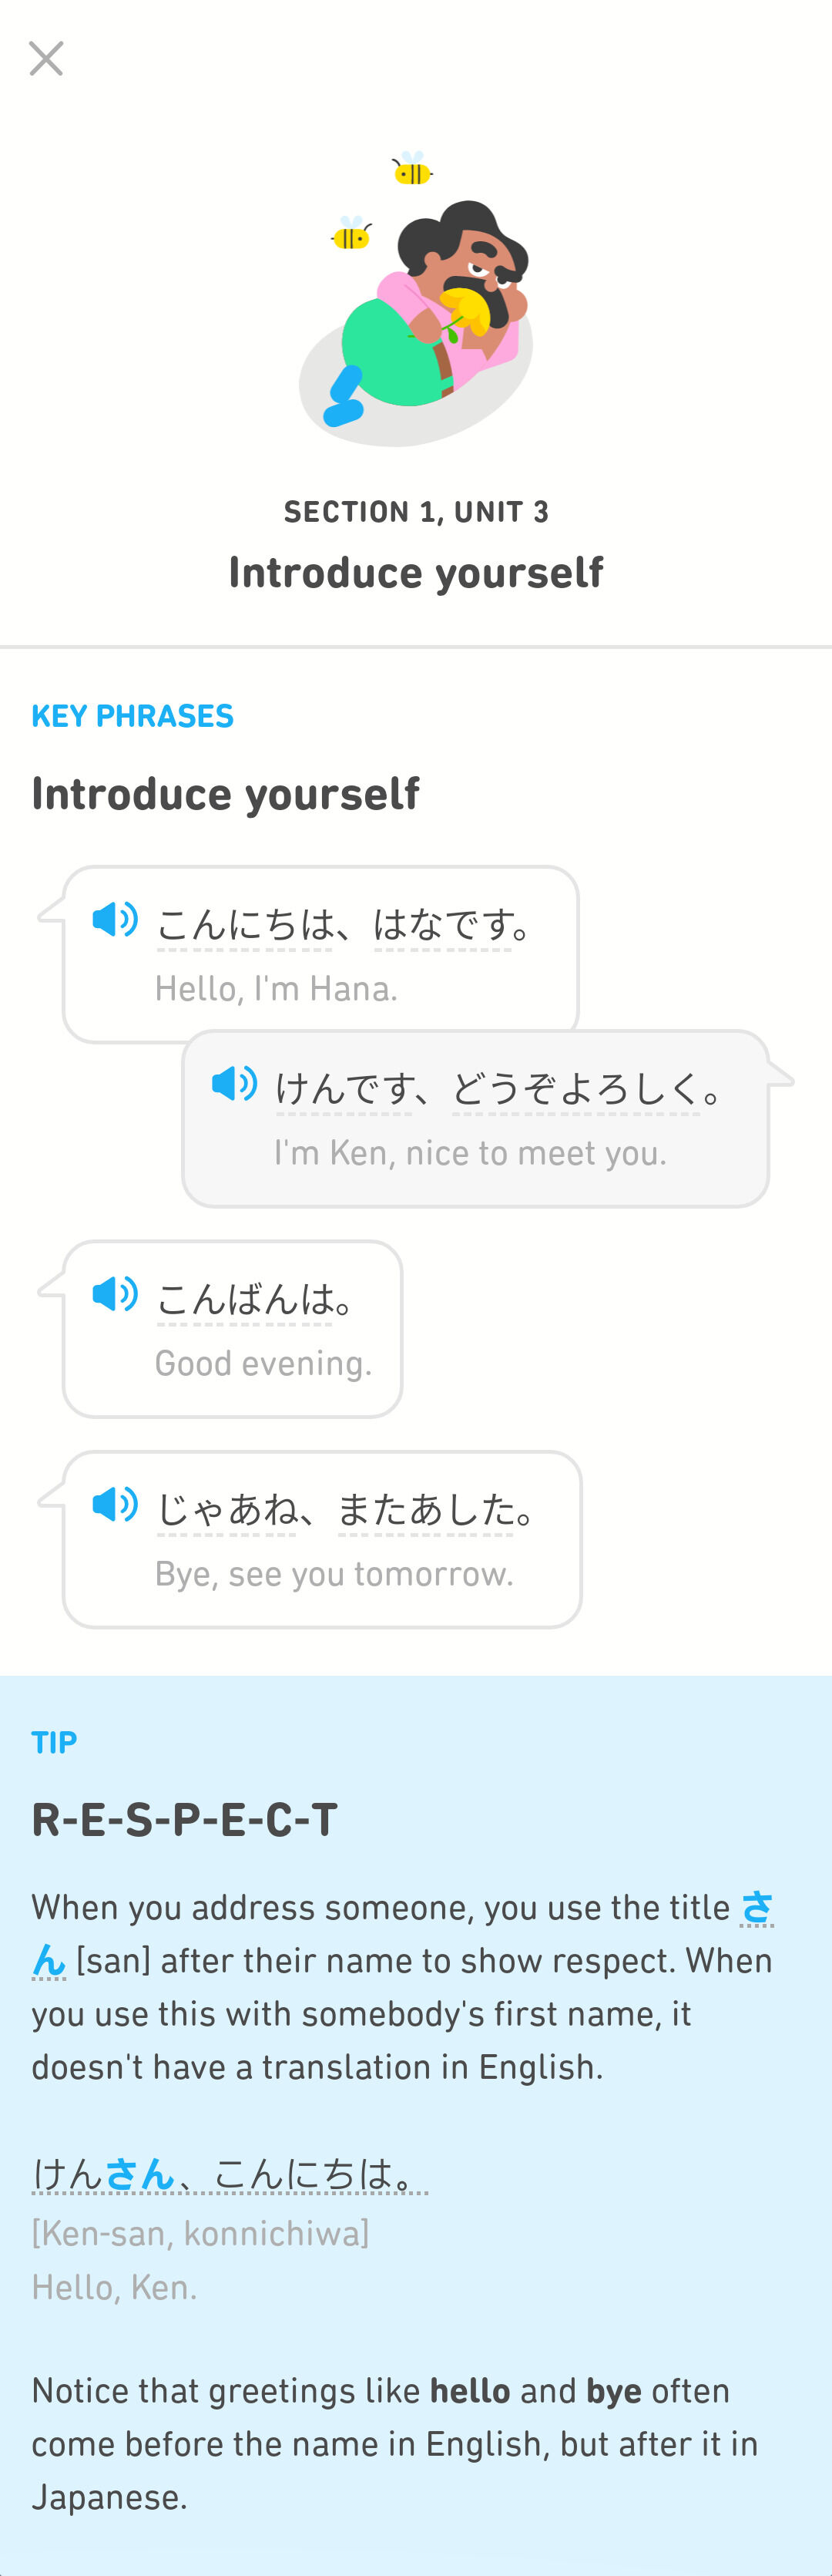 SECTION 1, UNIT 3
Introduce yourself
KEY PHRASES
Introduce yourself
こんにちは、はなです。
Hello, I'm Hana.
けんです、どうぞよろしく。
I'm Ken, nice to meet you.
こんばんは。
Good evening.
じゃあね、またあした。
Bye, see you tomorrow.
TIP
R-E-S-P-E-C-T
When you address someone, you use the title さ
ん [san] after their name to show respect. When
you use this with somebody's first name, it
doesn't have a translation in English.
けんさん、こんにちは。
[Ken-san, konnichiwa]
Hello, Ken.
Notice that greetings like hello and bye often
come before the name in English, but after it in
Japanese.